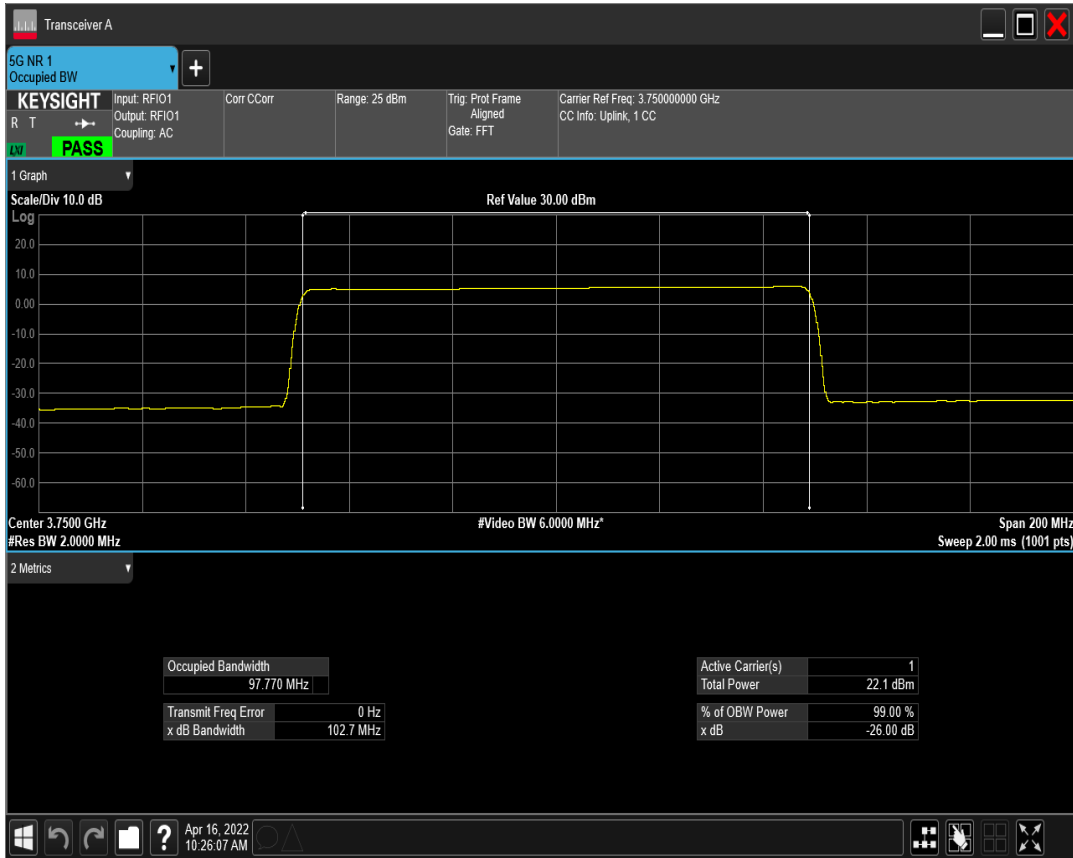 Transceiver A
5G NR 1
Occupied BW
KEYSIGHT
R T
LXI
PASS
Input: RFIO1
Output: RFIO1
Coupling: AC
Corr CCorr
Range: 25 dBm
Trig: Prot Frame
Aligned
Gate: FFT
Carrier Ref Freq: 3.750000000 GHz
CC Info: Uplink, 1 CC
1 Graph
Scale/Div 10.0 dB
Ref Value 30.00 dBm
Log
20.0
10.0
0.00
-10.0
-20.0
-30.0
-40.0
-50.0
-60.0
Center 3.7500 GHz
#Video BW 6.0000 MHz*
Span 200 MHz
#Res BW 2.0000 MHz
Sweep 2.00 ms (1001 pts)
2 Metrics
Occupied Bandwidth
97.770 MHz
Transmit Freq Error 0 Hz
x dB Bandwidth 102.7 MHz
Active Carrier(s) 1
Total Power 22.1 dBm
% of OBW Power 99.00 %
x dB -26.00 dB
?
Apr 16, 2022
10:26:07 AM